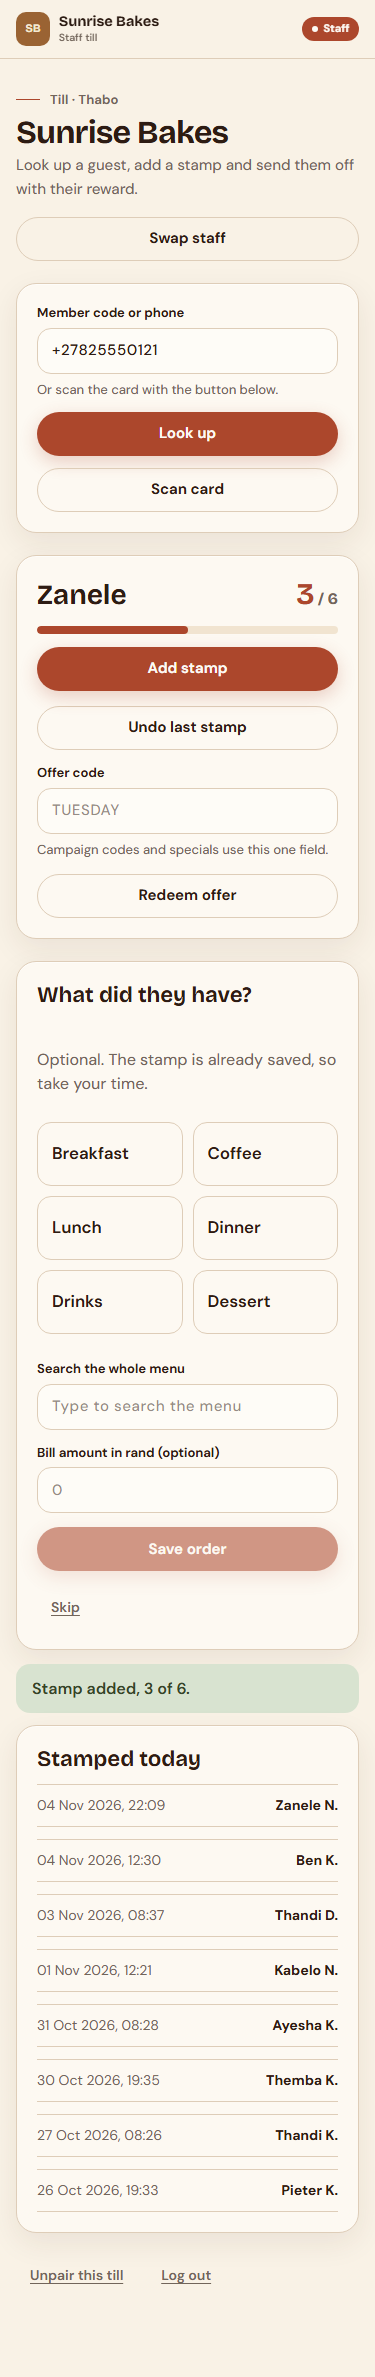 SB
Sunrise Bakes
Staff till
Staff
Till · Thabo
Sunrise Bakes
Look up a guest, add a stamp and send them off
with their reward.
Swap staff
Member code or phone
+27825550121
Or scan the card with the button below.
Look up
Scan card
Zanele
3 / 6
Add stamp
Undo last stamp
Offer code
TUESDAY
Campaign codes and specials use this one field.
Redeem offer
What did they have?
Optional. The stamp is already saved, so
take your time.
Breakfast
Coffee
Lunch
Dinner
Drinks
Dessert
Search the whole menu
Type to search the menu
Bill amount in rand (optional)
0
Save order
Skip
Stamp added, 3 of 6.
Stamped today
04 Nov 2026, 22:09 Zanele N.
04 Nov 2026, 12:30 Ben K.
03 Nov 2026, 08:37 Thandi D.
01 Nov 2026, 12:21 Kabelo N.
31 Oct 2026, 08:28 Ayesha K.
30 Oct 2026, 19:35 Themba K.
27 Oct 2026, 08:26 Thandi K.
26 Oct 2026, 19:33 Pieter K.
Unpair this till
Log out